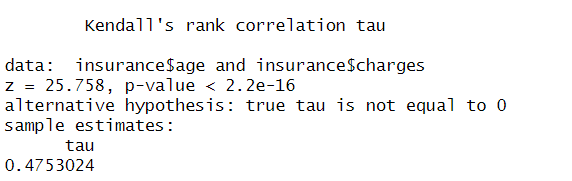 Kendall's rank correlation tau
data:  insurance$age and insurance$charges
z = 25.758, p-value < 2.2e-16
alternative hypothesis: true tau is not equal to 0
sample estimates:
tau
0.4753024